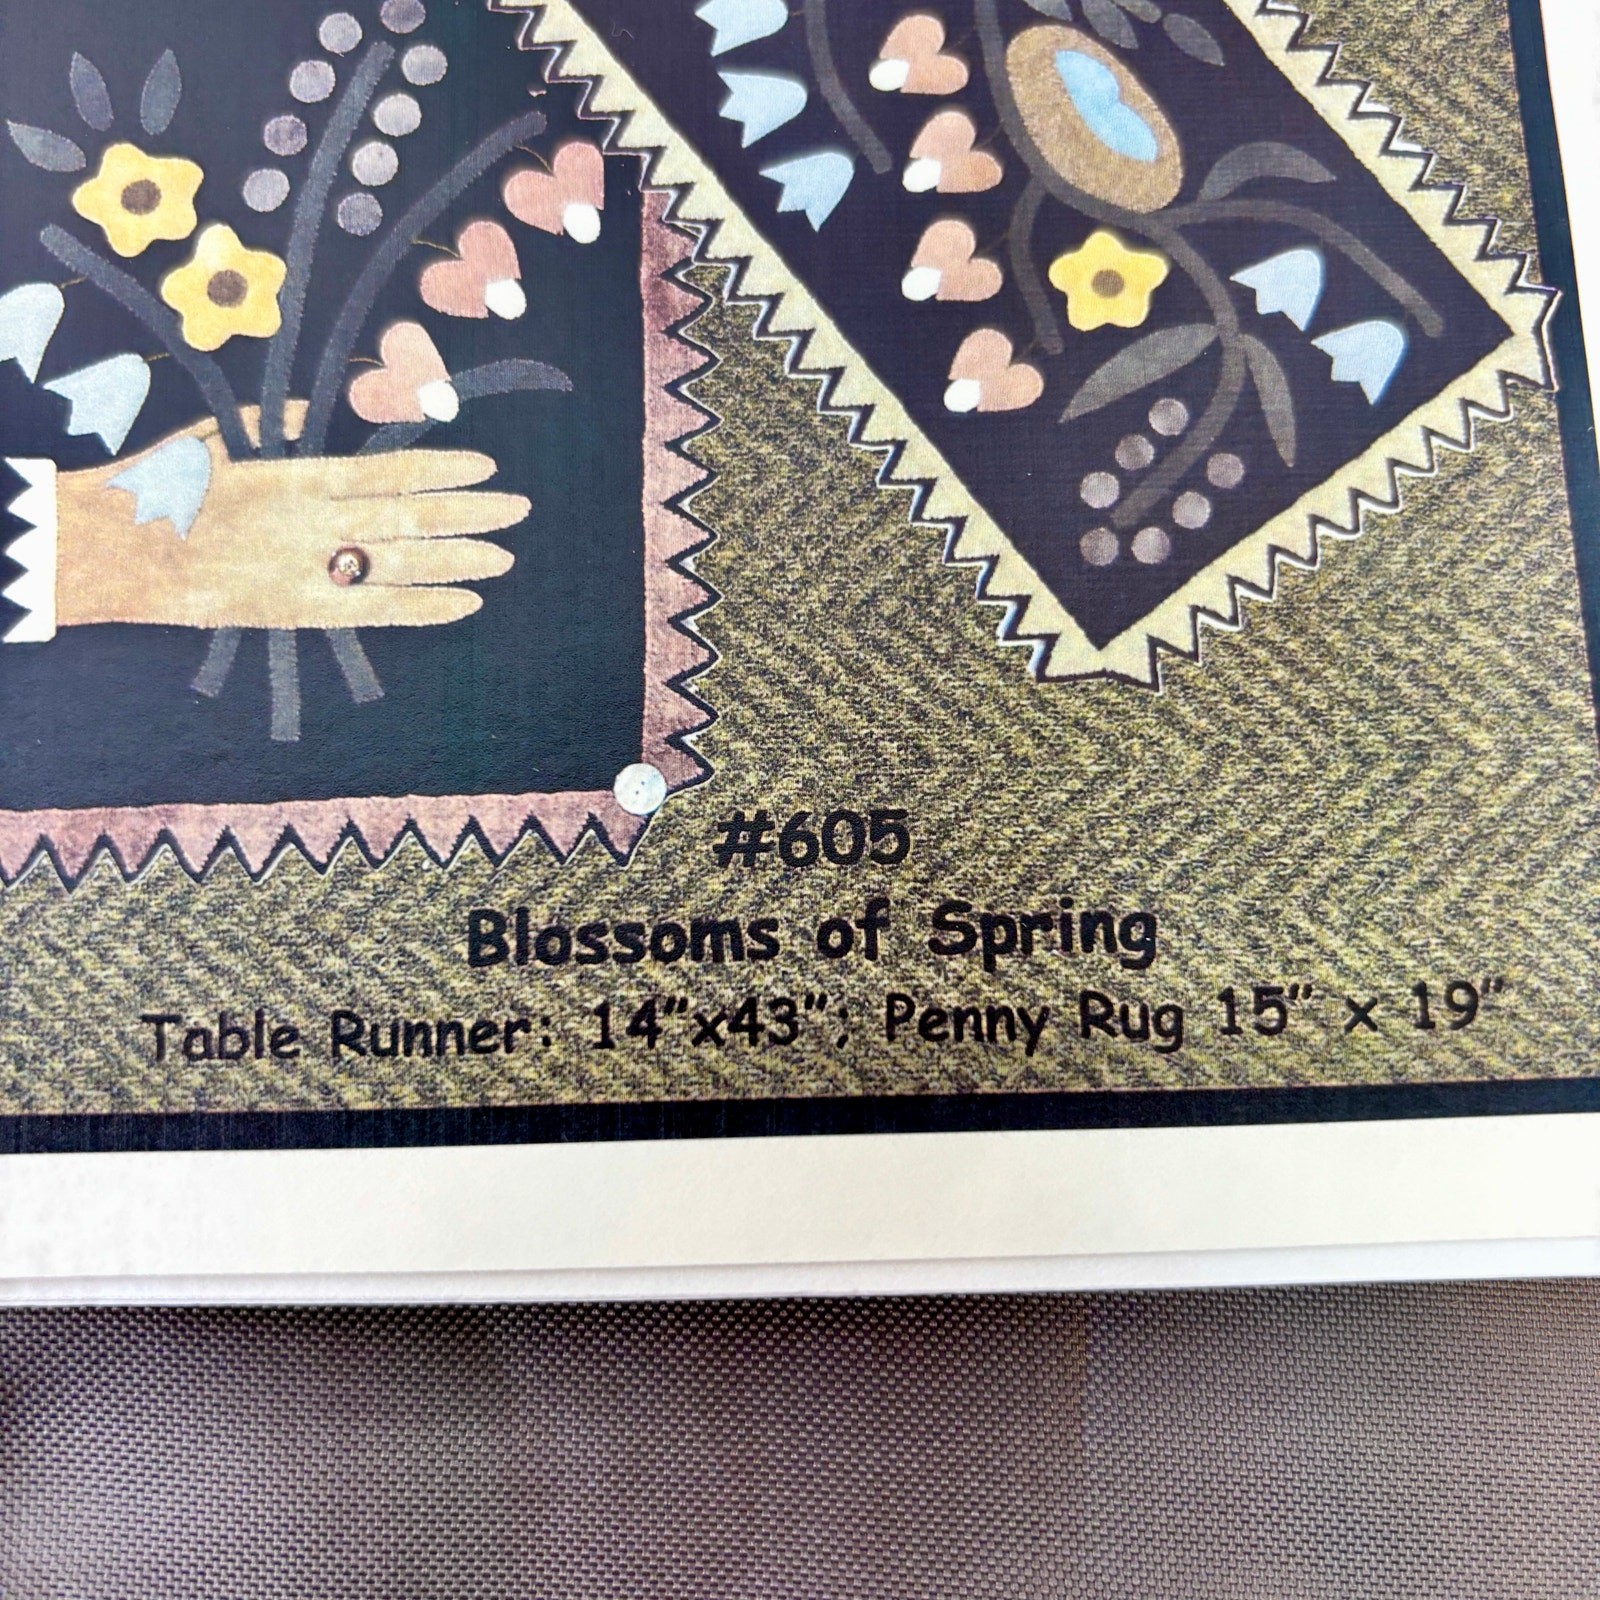 #605
Blossoms of Spring
Table Runner: 14"x43"; Penny Rug 15" x 19"